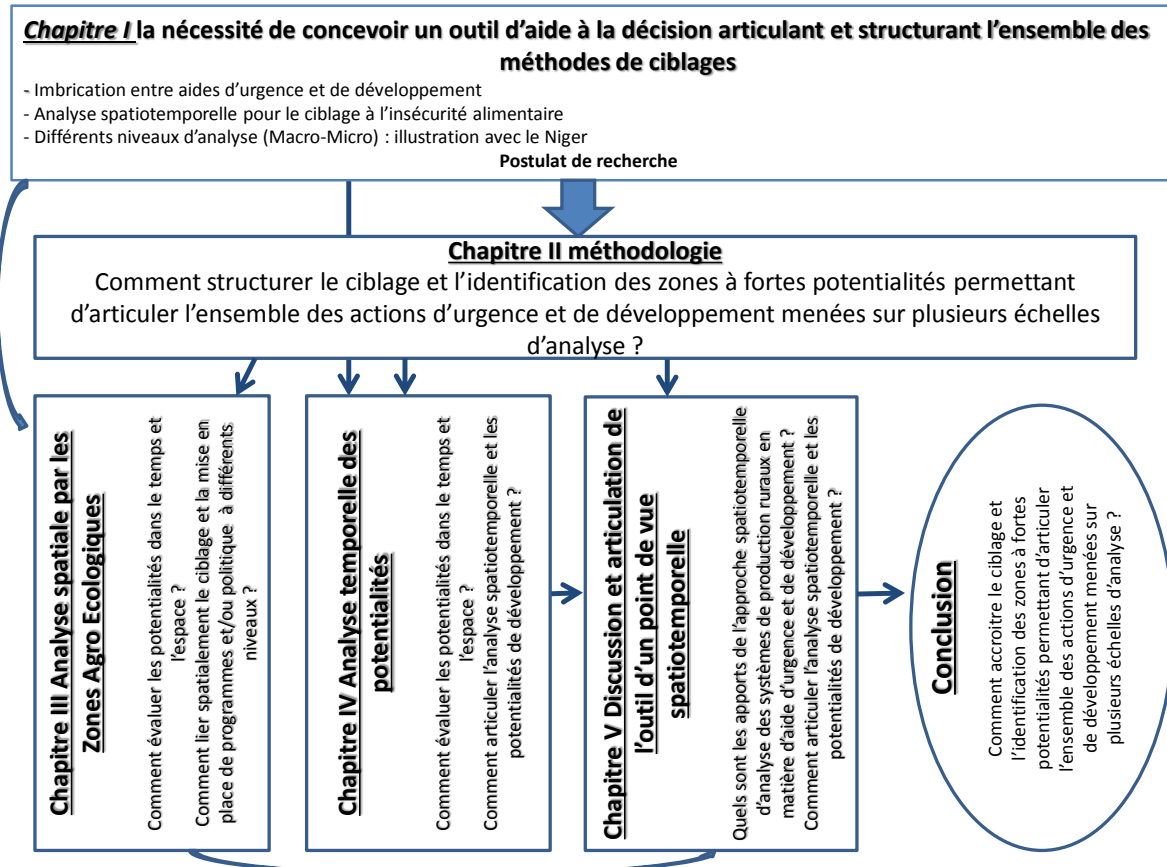 Chapitre I la nécessité de concevoir un outil d'aide à la décision articulant et structurant l'ensemble des
méthodes de ciblages
- Imbrication entre aides d'urgence et de développement
- Analyse spatiotemporelle pour le ciblage à l'insécurité alimentaire
- Différents niveaux d'analyse (Macro-Micro) : illustration avec le Niger
Postulat de recherche
Chapitre II méthodologie
Comment structurer le ciblage et l'identification des zones à fortes potentialités permettant
d'articuler l'ensemble des actions d'urgence et de développement menées sur plusieurs échelles
d'analyse ?
Chapitre III Analyse spatiale par les
Zones Agro Ecologiques
Comment évaluer les potentialités dans le temps et
l'espace ?
Comment lier spatialement le ciblage et la mise en
place de programmes et/ou politique à différents
niveaux ?
Chapitre IV Analyse temporelle des
potentialités
Comment évaluer les potentialités dans le temps et
l'espace ?
Comment articuler l'analyse spatiotemporelle et les
potentialités de développement ?
Chapitre V Discussion et articulation de
l'outil d'un point de vue
spatiotemporelle
Quels sont les apports de l'approche spatiotemporelle
d'analyse des systèmes de production ruraux en
matière d'aide d'urgence et de développement ?
Comment articuler l'analyse spatiotemporelle et les
potentialités de développement ?
Conclusion
Comment accroitre le ciblage et
l'identification des zones à fortes
potentialités permettant d'articuler
l'ensemble des actions d'urgence et
de développement menées sur
plusieurs échelles d'analyse ?